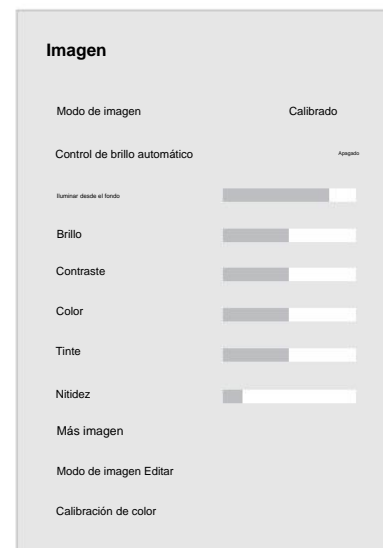 Imagen
Modo de imagen Calibrado
Control de brillo automático Apagado
Iluminar desde el fondo
Brillo
Contraste
Color
Tinte
Nitidez
Más imagen
Modo de imagen Editar
Calibración de color